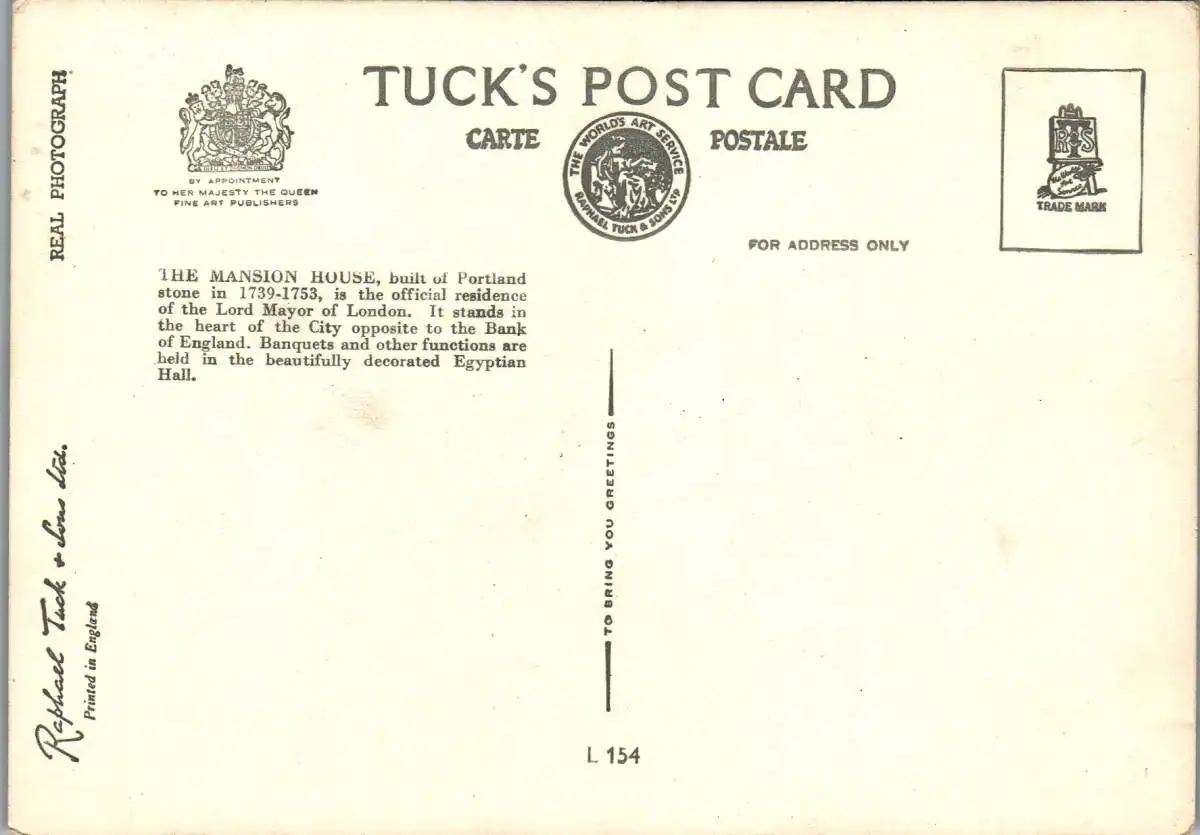 REAL PHOTOGRAPH
BY APPOINTMENT
TO HER MAJESTY THE QUEEN
FINE ART PUBLISHERS
TUCK'S POST CARD
CARTE POSTALE
THE WORLD'S ART SERVICE
RAPHAEL TUCK & SONS LTD
FOR ADDRESS ONLY
R T S
The World's
Art
Service
TRADE MARK
THE MANSION HOUSE, built of Portland
stone in 1739-1753, is the official residence
of the Lord Mayor of London. It stands in
the heart of the City opposite to the Bank
of England. Banquets and other functions are
held in the beautifully decorated Egyptian
Hall.
TO BRING YOU GREETINGS
Raphael Tuck & Sons Ltd.
Printed in England
L 154